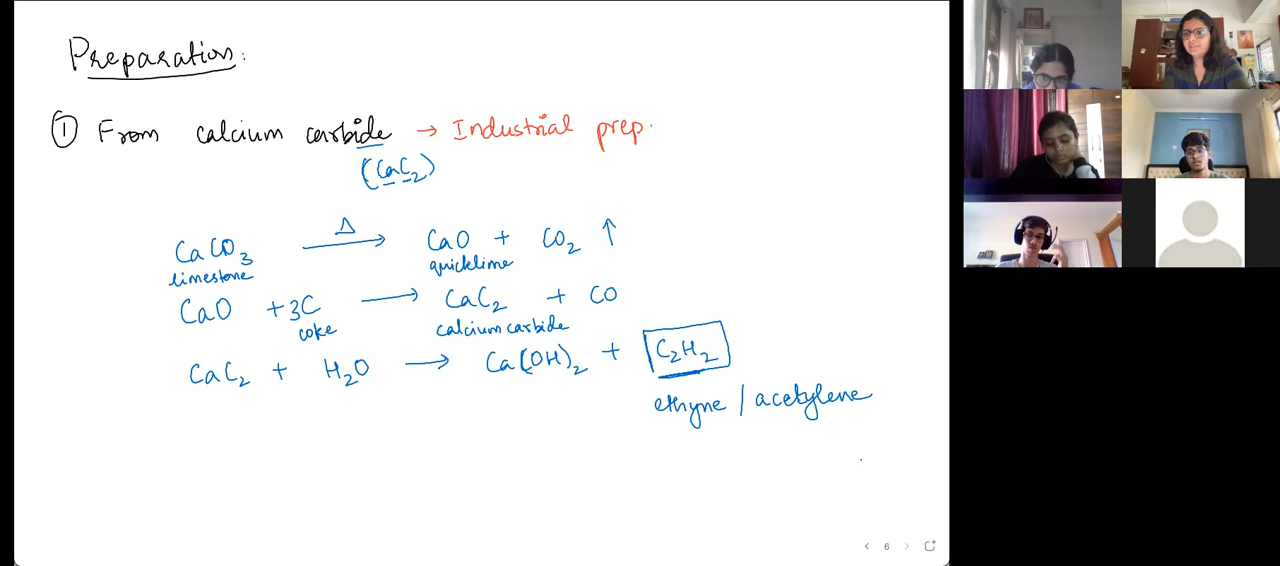 Preparation:
① From calcium carbide → Industrial prep.
(CaC₂)
CaCO₃ —Δ→ CaO + CO₂ ↑
limestone quicklime
CaO + 3C → CaC₂ + CO
coke calcium carbide
CaC₂ + H₂O → Ca(OH)₂ + C₂H₂
ethyne / acetylene
< 6 >